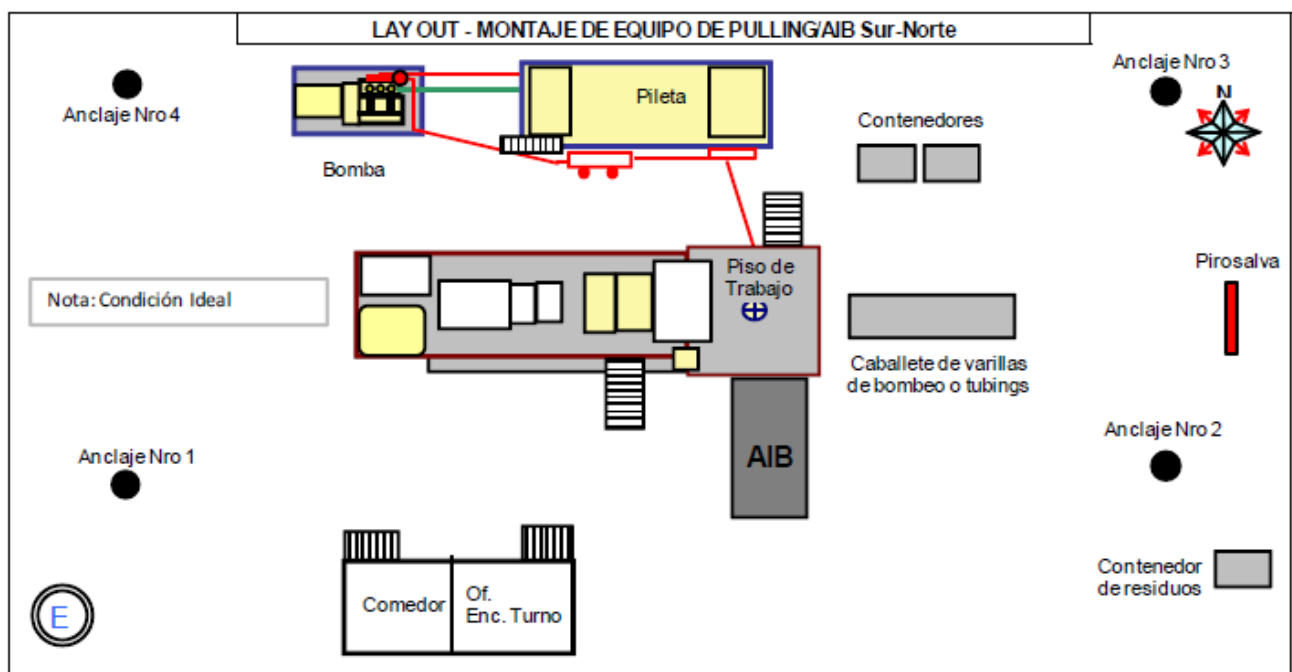 LAY OUT - MONTAJE DE EQUIPO DE PULLING/AIB Sur-Norte
Anclaje Nro 4
Bomba
Pileta
Contenedores
Anclaje Nro 3
N
Nota: Condición Ideal
Piso de
Trabajo
Pirosalva
Caballete de varillas
de bombeo o tubings
Anclaje Nro 1
AIB
Anclaje Nro 2
Comedor
Of.
Enc. Turno
Contenedor
de residuos
E